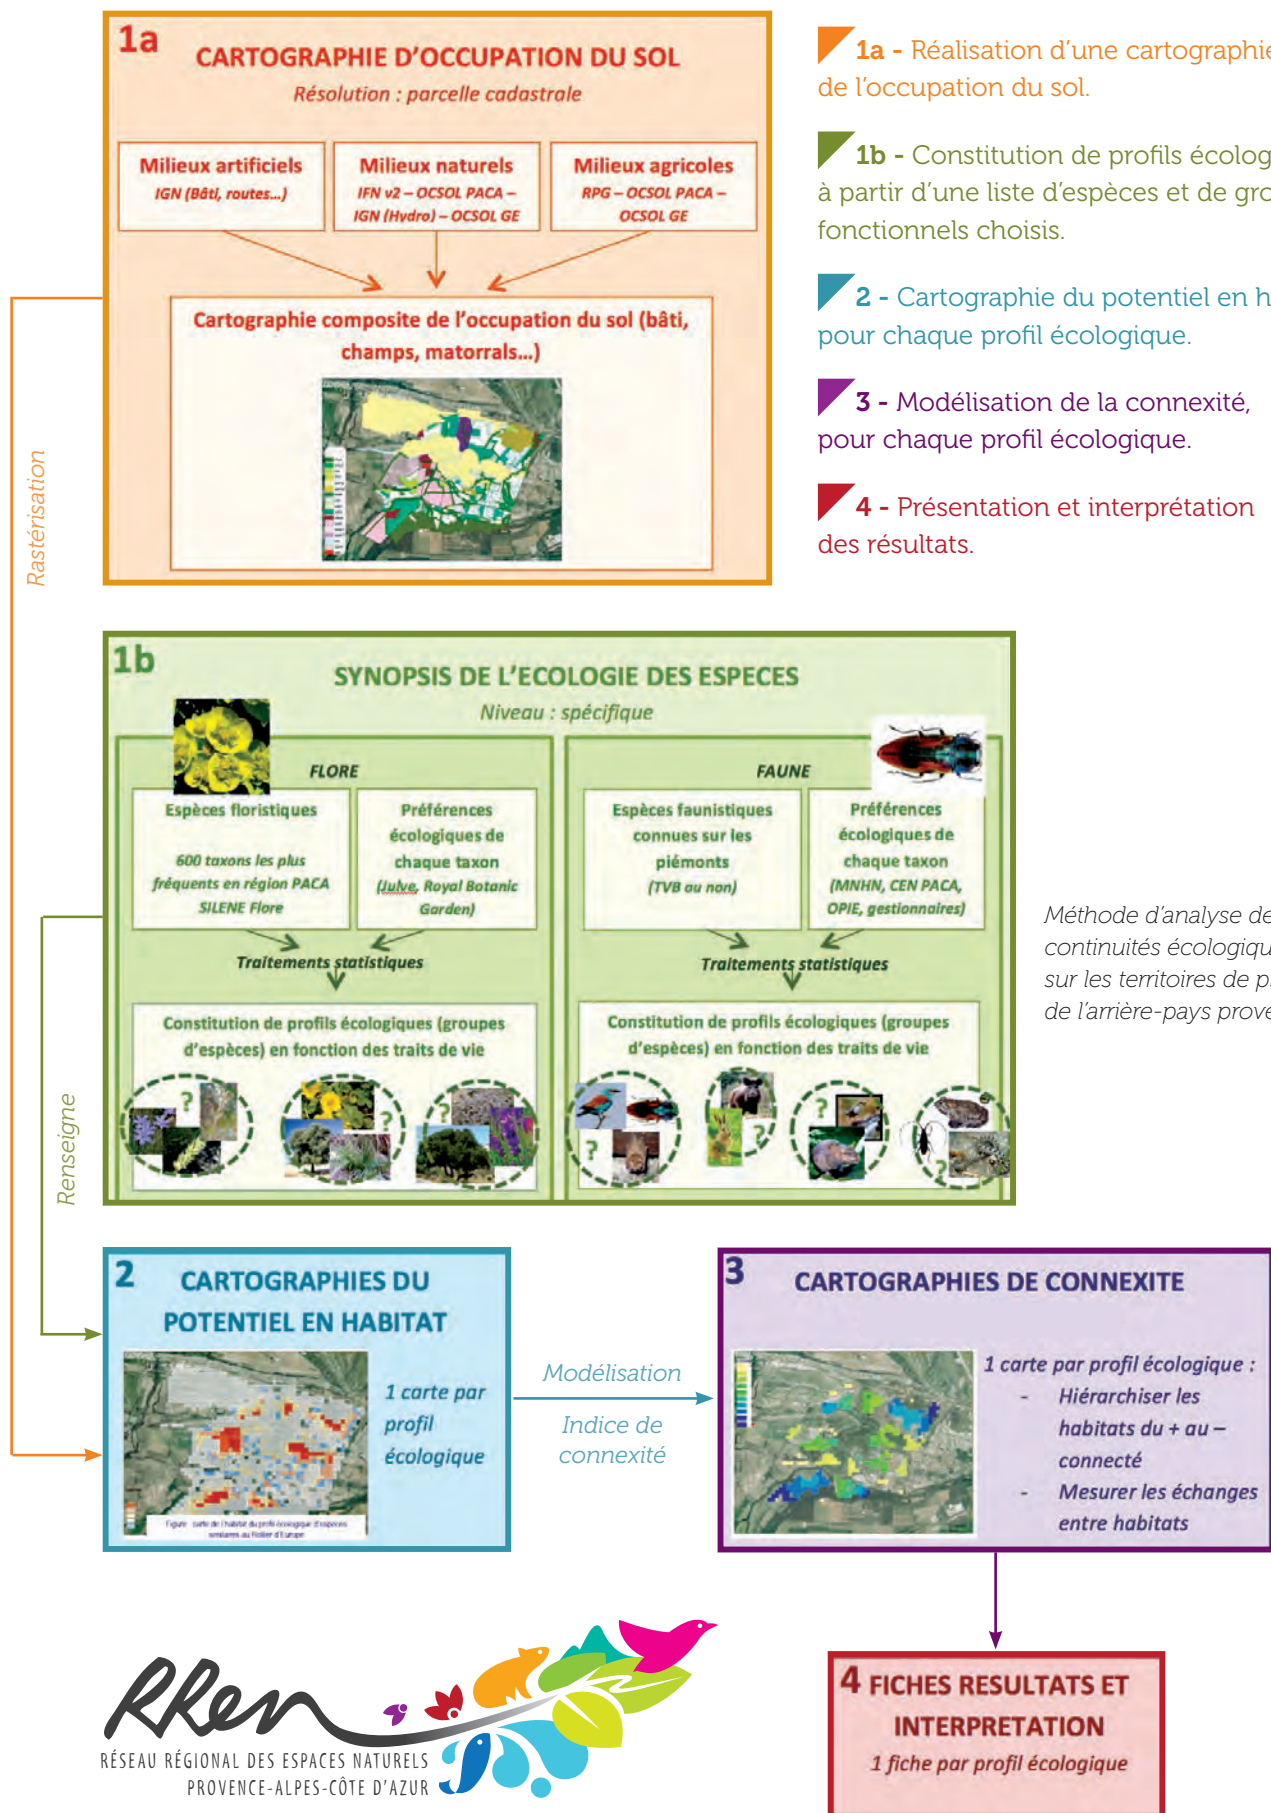 1a
CARTOGRAPHIE D'OCCUPATION DU SOL
Résolution : parcelle cadastrale
Milieux artificiels
IGN (Bâti, routes…)
Milieux naturels
IFN v2 – OCSOL PACA –
IGN (Hydro) – OCSOL GE
Milieux agricoles
RPG – OCSOL PACA –
OCSOL GE
Cartographie composite de l'occupation du sol (bâti,
champs, matorrals…)
Rastérisation
1a - Réalisation d'une cartographie
de l'occupation du sol.
1b - Constitution de profils écolog
à partir d'une liste d'espèces et de gro
fonctionnels choisis.
2 - Cartographie du potentiel en h
pour chaque profil écologique.
3 - Modélisation de la connexité,
pour chaque profil écologique.
4 - Présentation et interprétation
des résultats.
1b
SYNOPSIS DE L'ECOLOGIE DES ESPECES
Niveau : spécifique
FLORE
Espèces floristiques
600 taxons les plus
fréquents en région PACA
SILENE Flore
Préférences
écologiques de
chaque taxon
(Julve, Royal Botanic
Garden)
Traitements statistiques
Constitution de profils écologiques (groupes
d'espèces) en fonction des traits de vie
? ? ?
FAUNE
Espèces faunistiques
connues sur les
piémonts
(TVB ou non)
Préférences
écologiques de
chaque taxon
(MNHN, CEN PACA,
OPIE, gestionnaires)
Traitements statistiques
Constitution de profils écologiques (groupes
d'espèces) en fonction des traits de vie
? ? ? ?
Renseigne
Méthode d'analyse de
continuités écologiqu
sur les territoires de p
de l'arrière-pays prove
2
CARTOGRAPHIES DU
POTENTIEL EN HABITAT
1 carte par
profil
écologique
Figure : carte de l'habitat du profil écologique d'espèces
similaires au Rollier d'Europe
Modélisation
Indice de
connexité
3
CARTOGRAPHIES DE CONNEXITE
1 carte par profil écologique :
- Hiérarchiser les
habitats du + au –
connecté
- Mesurer les échanges
entre habitats
4 FICHES RESULTATS ET
INTERPRETATION
1 fiche par profil écologique
RREN
RÉSEAU RÉGIONAL DES ESPACES NATURELS
PROVENCE-ALPES-CÔTE D'AZUR